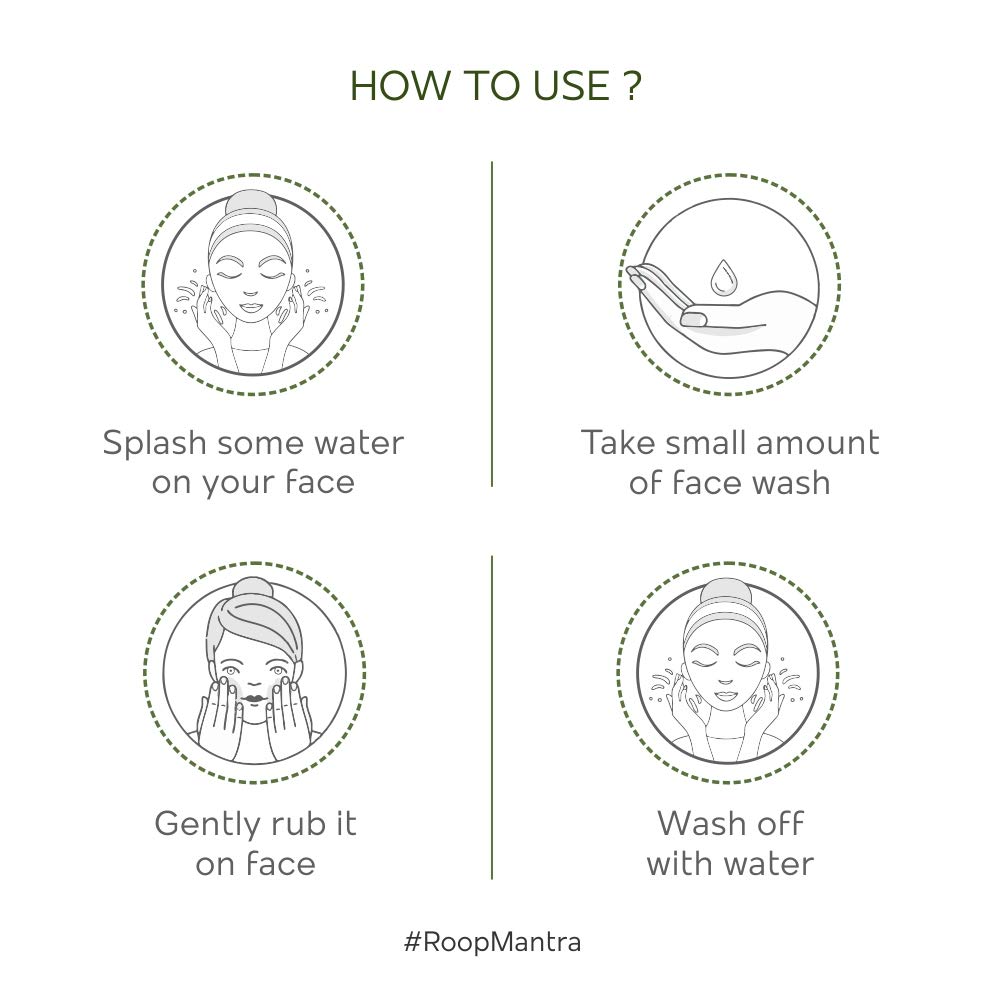 HOW TO USE ?
Splash some water
on your face
Take small amount
of face wash
Gently rub it
on face
Wash off
with water
#RoopMantra